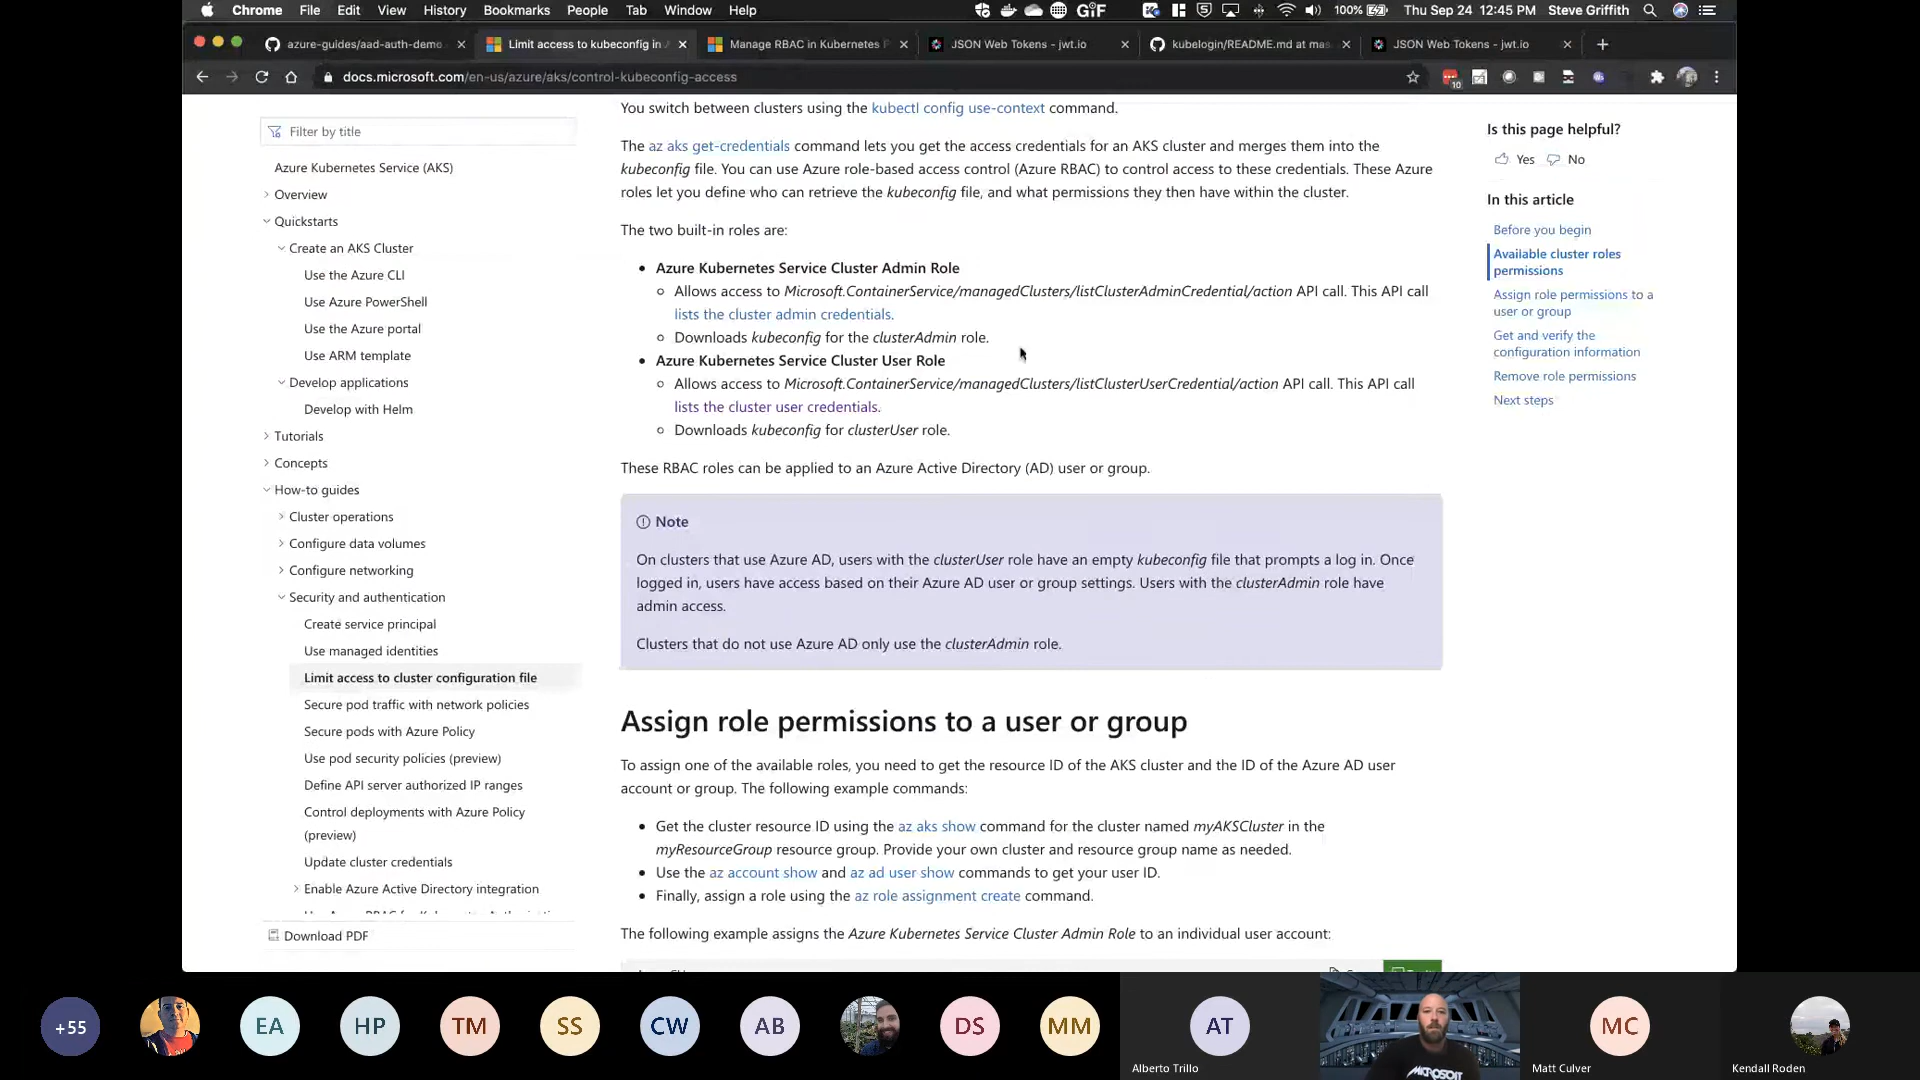 Chrome File Edit View History Bookmarks People Tab Window Help GIF 100% Thu Sep 24 12:45 PM Steve Griffith
azure-guides/aad-auth-demo
Limit access to kubeconfig in
Manage RBAC in Kubernetes
JSON Web Tokens - jwt.io
kubelogin/README.md at mas
JSON Web Tokens - jwt.io
docs.microsoft.com/en-us/azure/aks/control-kubeconfig-access
10
Filter by title
Azure Kubernetes Service (AKS)
Overview
Quickstarts
Create an AKS Cluster
Use the Azure CLI
Use Azure PowerShell
Use the Azure portal
Use ARM template
Develop applications
Develop with Helm
Tutorials
Concepts
How-to guides
Cluster operations
Configure data volumes
Configure networking
Security and authentication
Create service principal
Use managed identities
Limit access to cluster configuration file
Secure pod traffic with network policies
Secure pods with Azure Policy
Use pod security policies (preview)
Define API server authorized IP ranges
Control deployments with Azure Policy
(preview)
Update cluster credentials
Enable Azure Active Directory integration
Download PDF
You switch between clusters using the kubectl config use-context command.
The az aks get-credentials command lets you get the access credentials for an AKS cluster and merges them into the
kubeconfig file. You can use Azure role-based access control (Azure RBAC) to control access to these credentials. These Azure
roles let you define who can retrieve the kubeconfig file, and what permissions they then have within the cluster.
The two built-in roles are:
Azure Kubernetes Service Cluster Admin Role
Allows access to Microsoft.ContainerService/managedClusters/listClusterAdminCredential/action API call. This API call
lists the cluster admin credentials.
Downloads kubeconfig for the clusterAdmin role.
Azure Kubernetes Service Cluster User Role
Allows access to Microsoft.ContainerService/managedClusters/listClusterUserCredential/action API call. This API call
lists the cluster user credentials.
Downloads kubeconfig for clusterUser role.
These RBAC roles can be applied to an Azure Active Directory (AD) user or group.
Note
On clusters that use Azure AD, users with the clusterUser role have an empty kubeconfig file that prompts a log in. Once
logged in, users have access based on their Azure AD user or group settings. Users with the clusterAdmin role have
admin access.
Clusters that do not use Azure AD only use the clusterAdmin role.
Assign role permissions to a user or group
To assign one of the available roles, you need to get the resource ID of the AKS cluster and the ID of the Azure AD user
account or group. The following example commands:
Get the cluster resource ID using the az aks show command for the cluster named myAKSCluster in the
myResourceGroup resource group. Provide your own cluster and resource group name as needed.
Use the az account show and az ad user show commands to get your user ID.
Finally, assign a role using the az role assignment create command.
The following example assigns the Azure Kubernetes Service Cluster Admin Role to an individual user account:
Is this page helpful?
Yes No
In this article
Before you begin
Available cluster roles
permissions
Assign role permissions to a
user or group
Get and verify the
configuration information
Remove role permissions
Next steps
+55 EA HP TM SS CW AB DS MM AT MICROSOFT MC
Alberto Trillo
Matt Culver
Kendall Roden